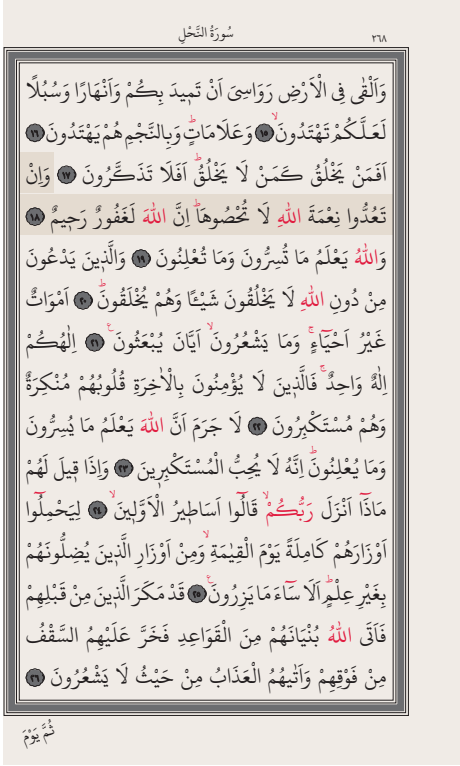 سُورَةُ النَّحْلِ ٢٦٨
وَاَلْقٰى فِى الْاَرْضِ رَوَاسِىَ اَنْ تَم۪يدَ بِكُمْ وَاَنْهَارًا وَسُبُلًا
لَعَلَّكُمْ تَهْتَدُونَۙ ﴿١٥﴾ وَعَلَامَاتٍۜ وَبِالنَّجْمِ هُمْ يَهْتَدُونَ ﴿١٦﴾
اَفَمَنْ يَخْلُقُ كَمَنْ لَا يَخْلُقُۜ اَفَلَا تَذَكَّرُونَ ﴿١٧﴾ وَاِنْ
تَعُدُّوا نِعْمَةَ اللّٰهِ لَا تُحْصُوهَاۜ اِنَّ اللّٰهَ لَغَفُورٌ رَح۪يمٌ ﴿١٨﴾
وَاللّٰهُ يَعْلَمُ مَا تُسِرُّونَ وَمَا تُعْلِنُونَ ﴿١٩﴾ وَالَّذ۪ينَ يَدْعُونَ
مِنْ دُونِ اللّٰهِ لَا يَخْلُقُونَ شَيْـًٔا وَهُمْ يُخْلَقُونَۜ ﴿٢٠﴾ اَمْوَاتٌ
غَيْرُ اَحْيَٓاءٍۚ وَمَا يَشْعُرُونَۙ اَيَّانَ يُبْعَثُونَ۟ ﴿٢١﴾ اِلٰهُكُمْ
اِلٰهٌ وَاحِدٌۚ فَالَّذ۪ينَ لَا يُؤْمِنُونَ بِالْاٰخِرَةِ قُلُوبُهُمْ مُنْكِرَةٌ
وَهُمْ مُسْتَكْبِرُونَ ﴿٢٢﴾ لَا جَرَمَ اَنَّ اللّٰهَ يَعْلَمُ مَا يُسِرُّونَ
وَمَا يُعْلِنُونَۜ اِنَّهُ لَا يُحِبُّ الْمُسْتَكْبِر۪ينَ ﴿٢٣﴾ وَاِذَا ق۪يلَ لَهُمْ
مَاذَٓا اَنْزَلَ رَبُّكُمْۙ قَالُٓوا اَسَاط۪يرُ الْاَوَّل۪ينَۙ ﴿٢٤﴾ لِيَحْمِلُٓوا
اَوْزَارَهُمْ كَامِلَةً يَوْمَ الْقِيٰمَةِۙ وَمِنْ اَوْزَارِ الَّذ۪ينَ يُضِلُّونَهُمْ
بِغَيْرِ عِلْمٍۜ اَلَا سَٓاءَ مَا يَزِرُونَ۟ ﴿٢٥﴾ قَدْ مَكَرَ الَّذ۪ينَ مِنْ قَبْلِهِمْ
فَاَتَى اللّٰهُ بُنْيَانَهُمْ مِنَ الْقَوَاعِدِ فَخَرَّ عَلَيْهِمُ السَّقْفُ
مِنْ فَوْقِهِمْ وَاَتٰيهُمُ الْعَذَابُ مِنْ حَيْثُ لَا يَشْعُرُونَ ﴿٢٦﴾
ثُمَّ يَوْمَ